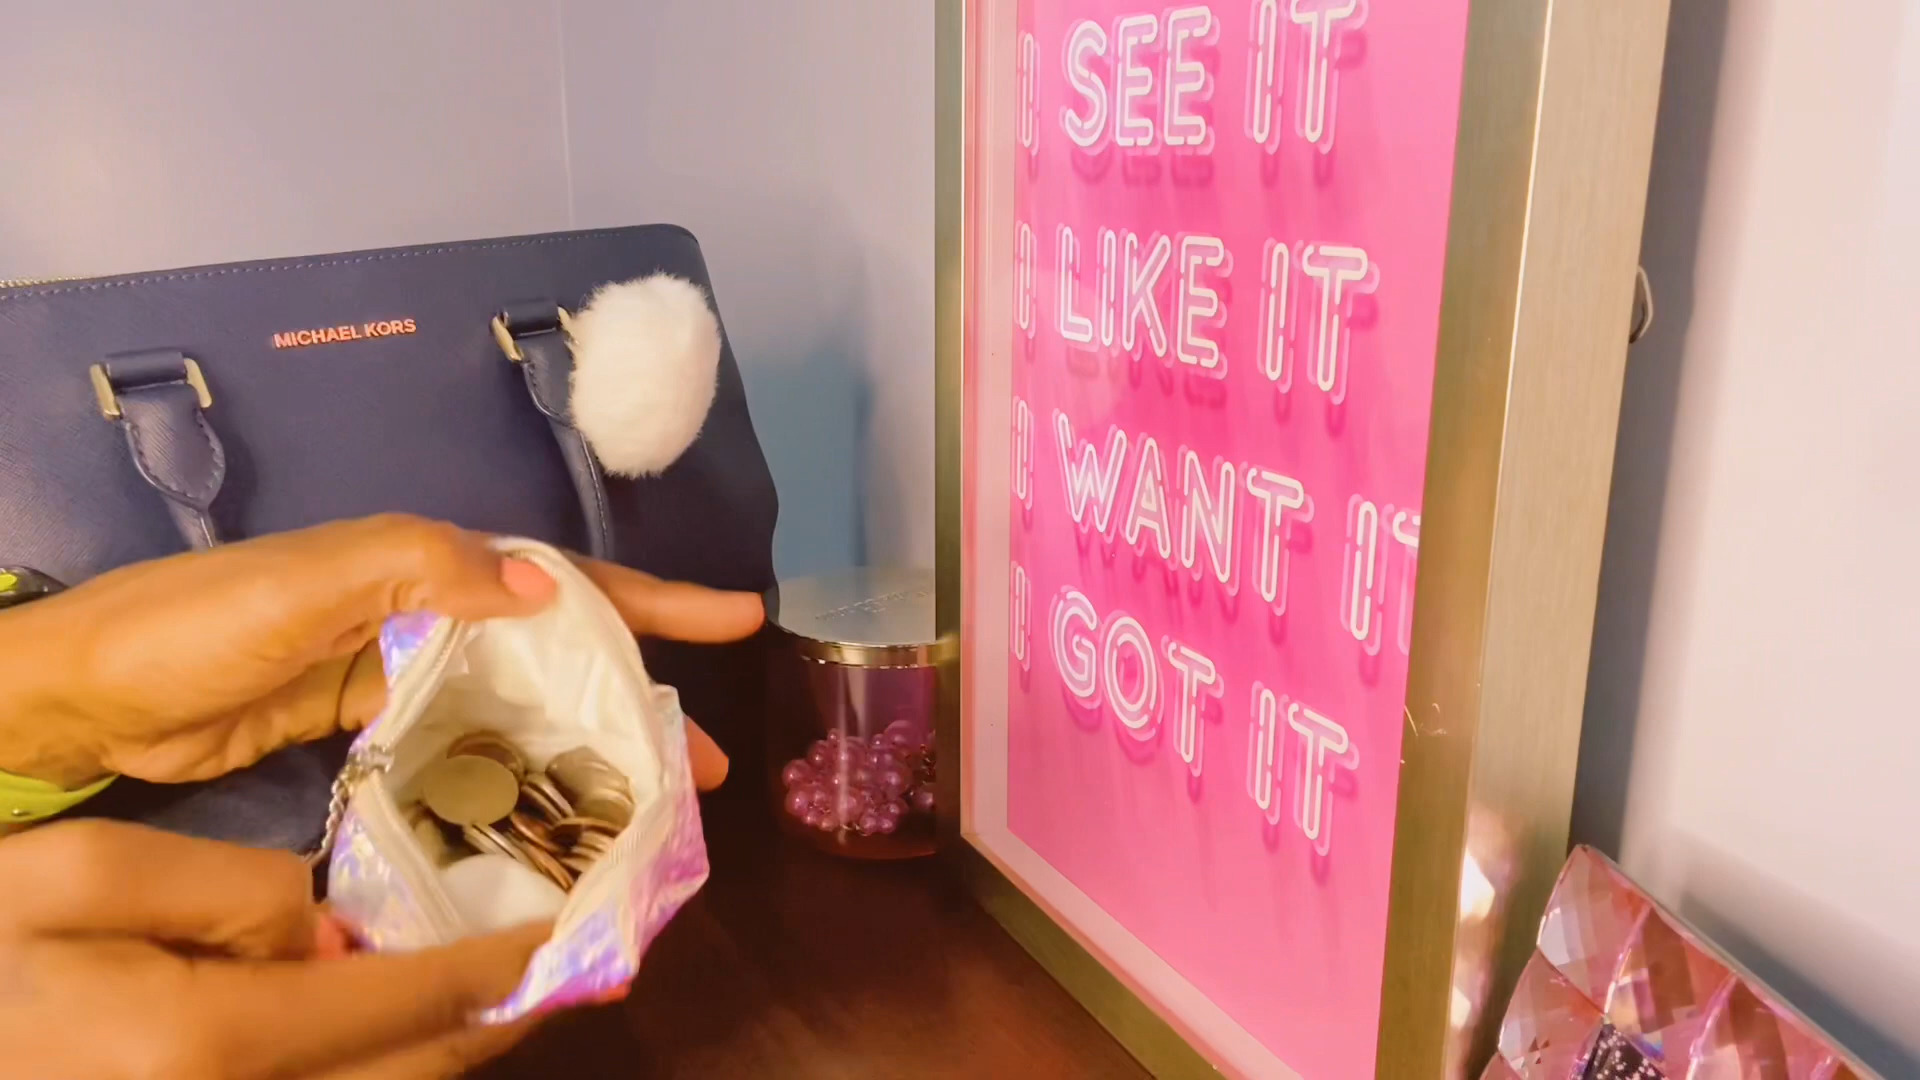 MICHAEL KORS
I SEE IT
I LIKE IT
I WANT IT
I GOT IT